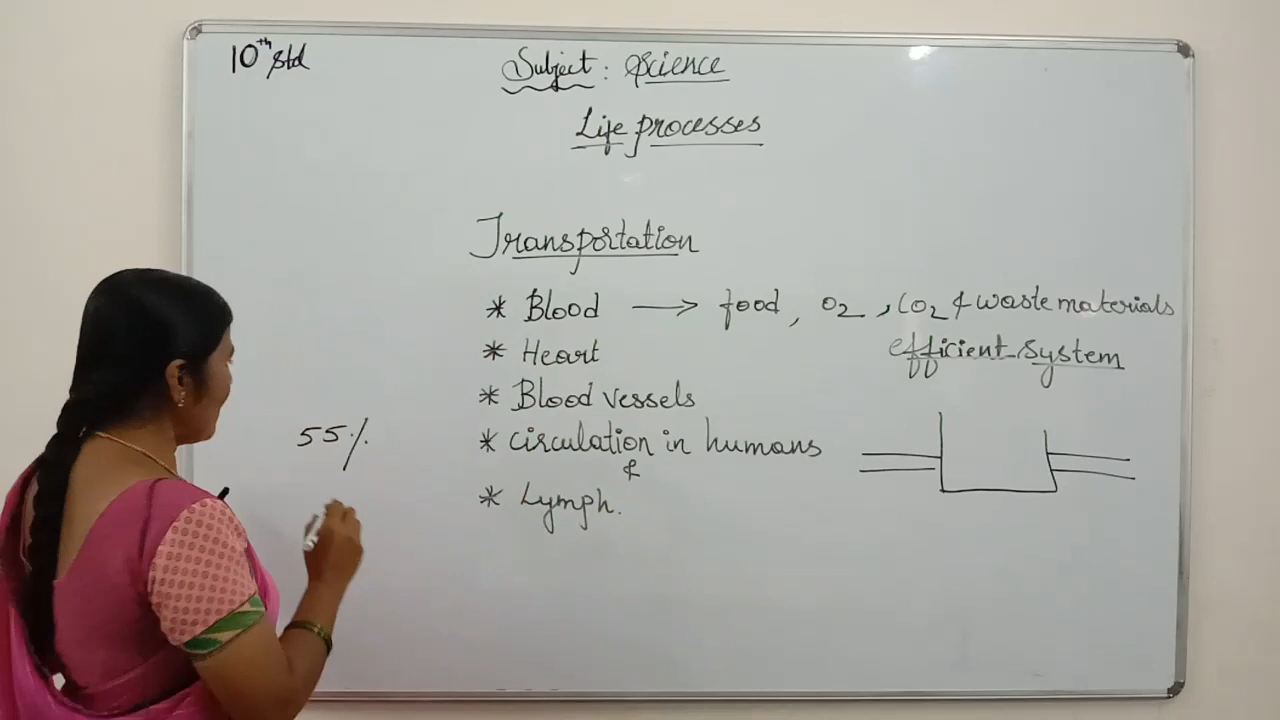 10th std
Subject: Science
Life processes
Transportation
* Blood → food, O2, CO2 & waste materials
* Heart
efficient system
* Blood vessels
55%
* circulation in humans
&
* Lymph.